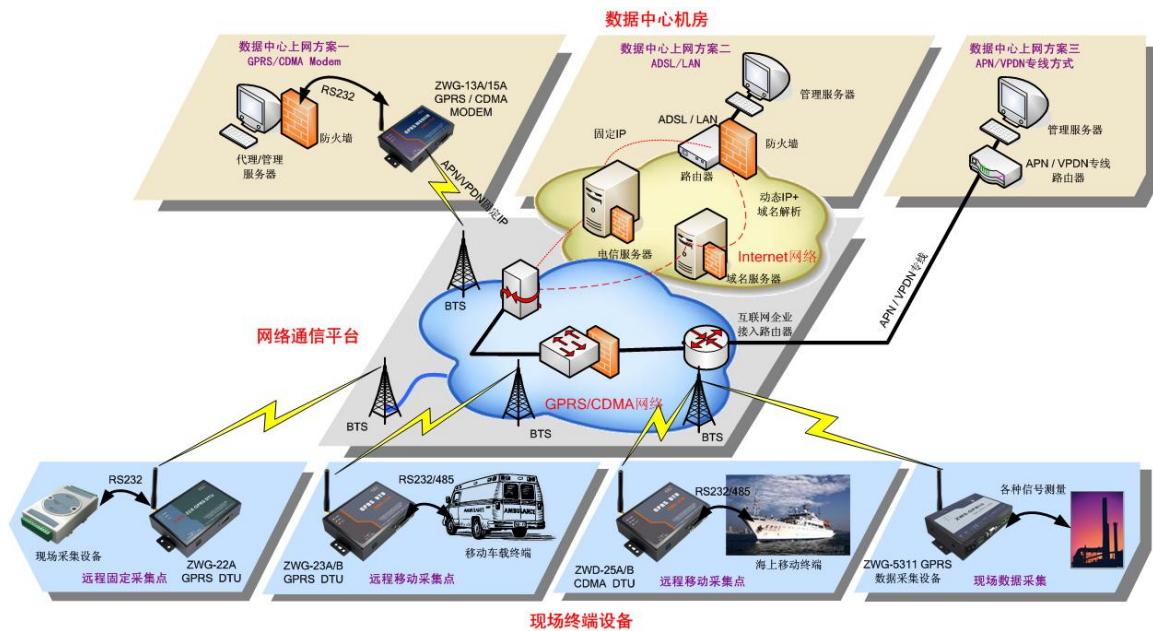 数据中心机房
数据中心上网方案一
GPRS/CDMA Modem
RS232
ZWG-13A/15A
GPRS / CDMA
MODEM
防火墙
代理/管理
服务器
APN/VPDN固定IP
数据中心上网方案二
ADSL/LAN
管理服务器
ADSL / LAN
固定IP
防火墙
路由器
动态IP+
域名解析
电信服务器
Internet网络
域名服务器
数据中心上网方案三
APN/VPDN专线方式
管理服务器
APN / VPDN专线
路由器
APN / VPDN专线
网络通信平台
BTS
互联网企业
接入路由器
GPRS/CDMA网络
BTS
BTS
BTS
RS232
现场采集设备
ZWG-22A
GPRS DTU
远程固定采集点
RS232/485
AMBULANCE
移动车载终端
ZWG-23A/B
GPRS DTU
远程移动采集点
RS232/485
海上移动终端
ZWD-25A/B
CDMA DTU
远程移动采集点
各种信号测量
ZWG-5311 GPRS
数据采集设备
现场数据采集
现场终端设备